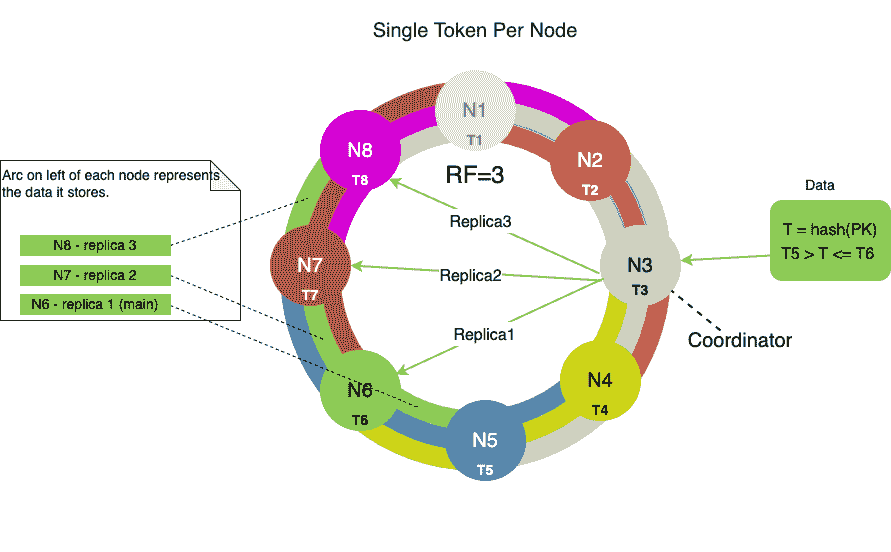 Single Token Per Node
N1
T1
N8
T8
N2
T2
RF=3
Arc on left of each node represents
the data it stores.
N8 - replica 3
N7 - replica 2
N6 - replica 1 (main)
Replica3
Replica2
Replica1
Data
T = hash(PK)
T5 > T <= T6
N7
T7
N3
T3
Coordinator
N6
T6
N4
T4
N5
T5